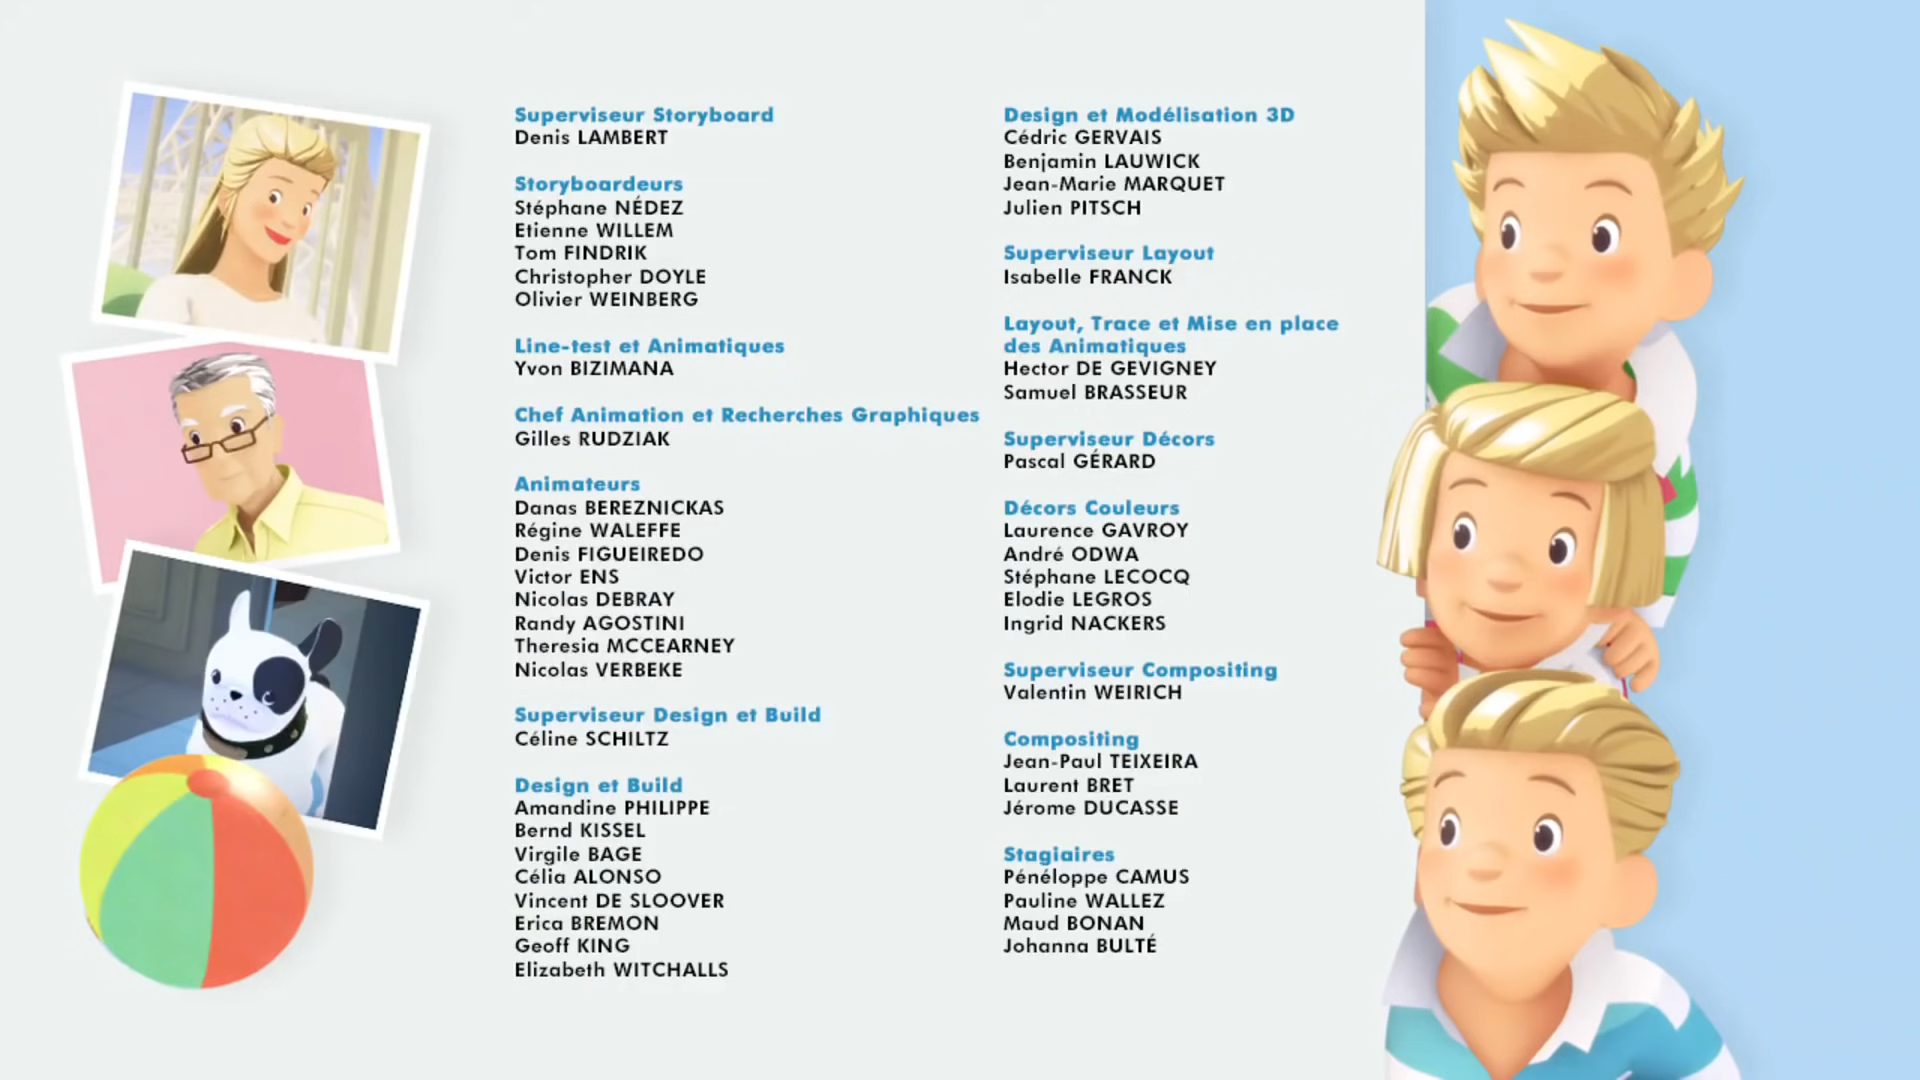 Superviseur Storyboard
Denis LAMBERT
Storyboardeurs
Stéphane NÉDEZ
Etienne WILLEM
Tom FINDRIK
Christopher DOYLE
Olivier WEINBERG
Line-test et Animatiques
Yvon BIZIMANA
Chef Animation et Recherches Graphiques
Gilles RUDZIAK
Animateurs
Danas BEREZNICKAS
Régine WALEFFE
Denis FIGUEIREDO
Victor ENS
Nicolas DEBRAY
Randy AGOSTINI
Theresia MCCEARNEY
Nicolas VERBEKE
Superviseur Design et Build
Céline SCHILTZ
Design et Build
Amandine PHILIPPE
Bernd KISSEL
Virgile BAGE
Célia ALONSO
Vincent DE SLOOVER
Erica BREMON
Geoff KING
Elizabeth WITCHALLS
Design et Modélisation 3D
Cédric GERVAIS
Benjamin LAUWICK
Jean-Marie MARQUET
Julien PITSCH
Superviseur Layout
Isabelle FRANCK
Layout, Trace et Mise en place
des Animatiques
Hector DE GEVIGNEY
Samuel BRASSEUR
Superviseur Décors
Pascal GÉRARD
Décors Couleurs
Laurence GAVROY
André ODWA
Stéphane LECOCQ
Elodie LEGROS
Ingrid NACKERS
Superviseur Compositing
Valentin WEIRICH
Compositing
Jean-Paul TEIXEIRA
Laurent BRET
Jérome DUCASSE
Stagiaires
Pénéloppe CAMUS
Pauline WALLEZ
Maud BONAN
Johanna BULTÉ